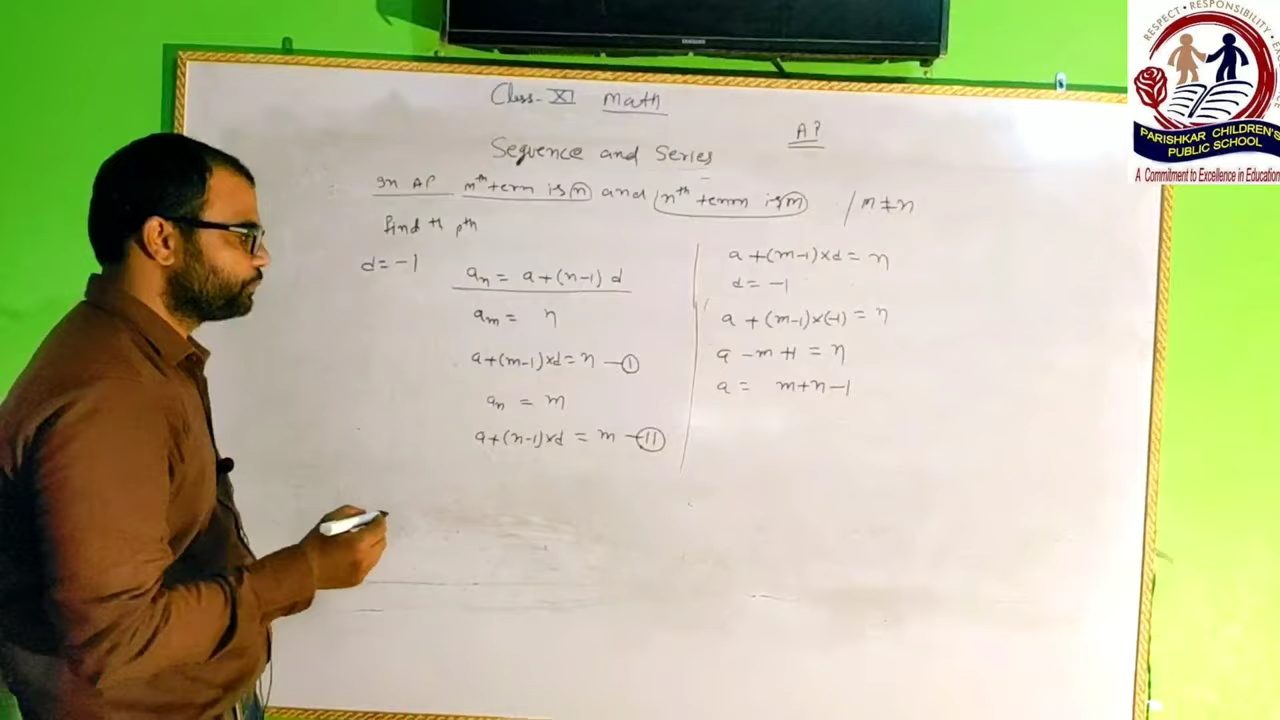 Class-XI Math
AP
Sequence and Series
In AP mth term is n and nth term is m / m ≠ n
find th pth
d = -1
an = a + (n-1) d
am = n
a + (m-1)×d = n — I
an = m
a + (n-1)×d = m — II
a + (m-1)×d = n
d = -1
a + (m-1)×(-1) = n
a - m + 1 = n
a = m+n-1
RESPECT • RESPONSIBILITY •
PARISHKAR CHILDREN'S
PUBLIC SCHOOL
A Commitment to Excellence in Education